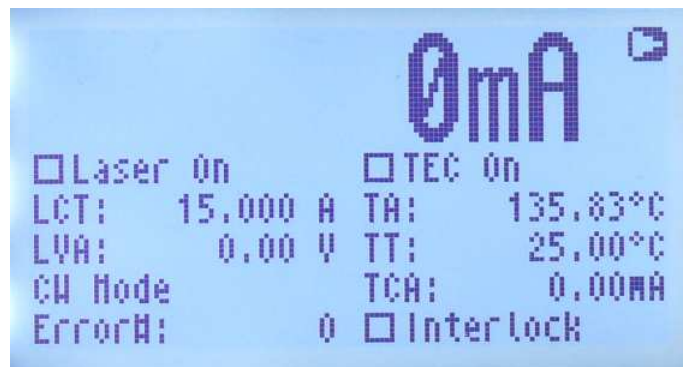 0mA
☐Laser On ☐TEC On
LCT: 15.000 A TA: 135.83°C
LVA: 0.00 V TT: 25.00°C
CW Mode TCA: 0.00mA
Error#: 0 ☐Interlock